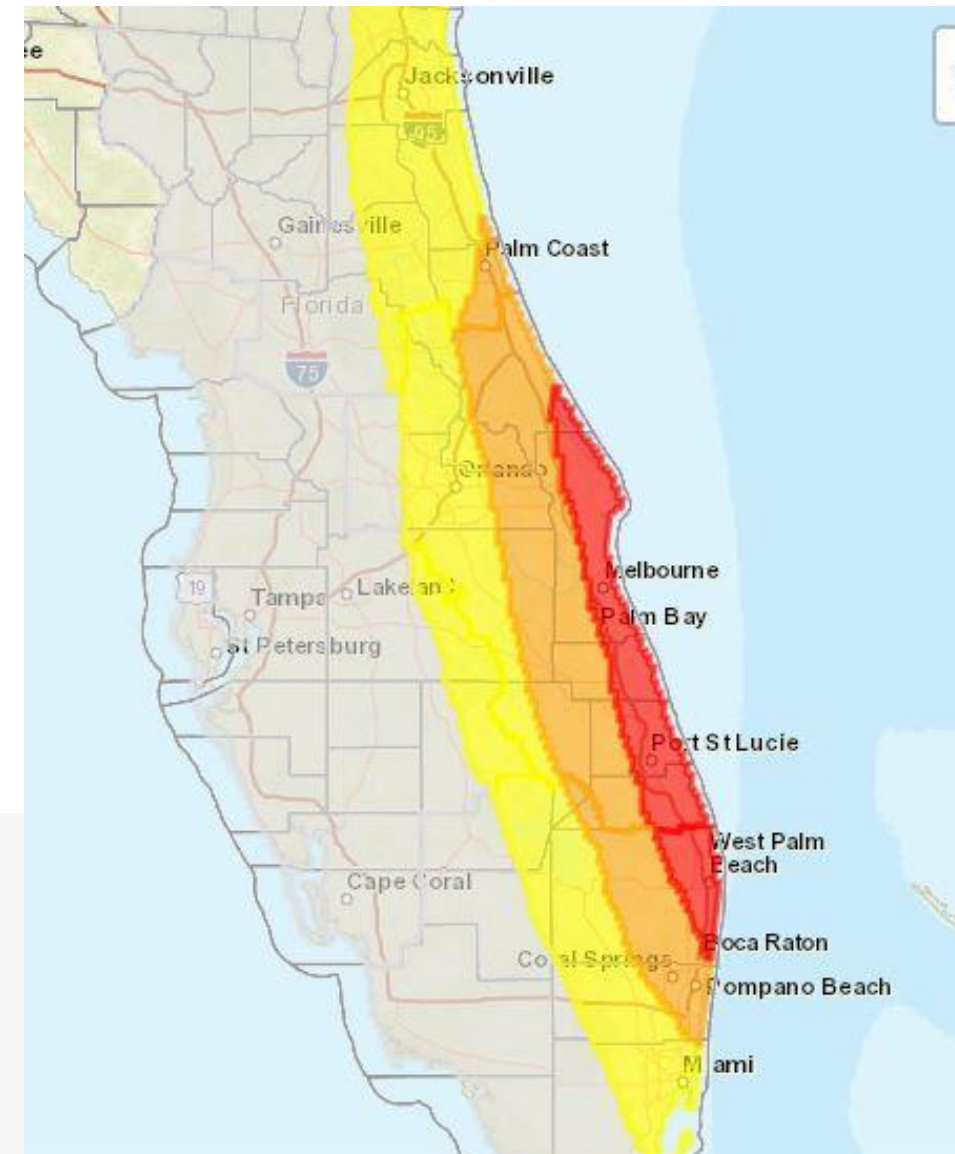 ee
Jacksonville
95
Gainesville
Palm Coast
Florida
75
Orlando
Melbourne
19
Tampa
Lakeland
Palm Bay
St Petersburg
Port St Lucie
West Palm
Beach
Cape Coral
Boca Raton
Coral Springs
Pompano Beach
Miami